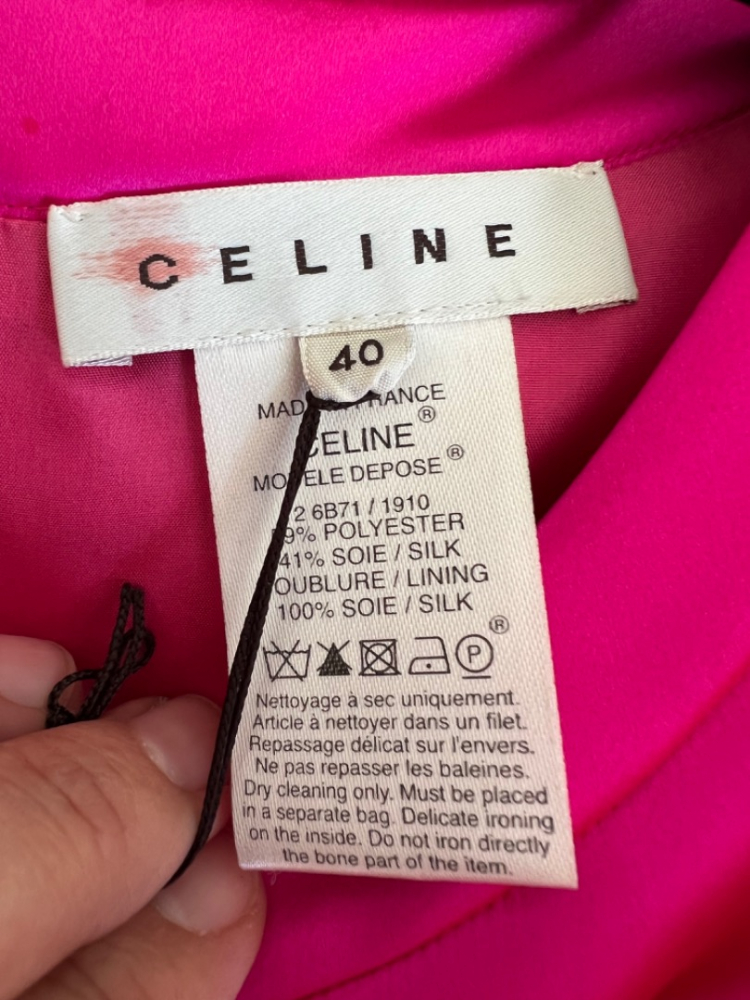 CELINE
40
MADE FRANCE
CELINE®
MODELE DEPOSE®
2 6B71 / 1910
59% POLYESTER
41% SOIE / SILK
DOUBLURE / LINING
100% SOIE / SILK
P ®
Nettoyage à sec uniquement.
Article à nettoyer dans un filet.
Repassage délicat sur l'envers.
Ne pas repasser les baleines.
Dry cleaning only. Must be placed
in a separate bag. Delicate ironing
on the inside. Do not iron directly
the bone part of the item.